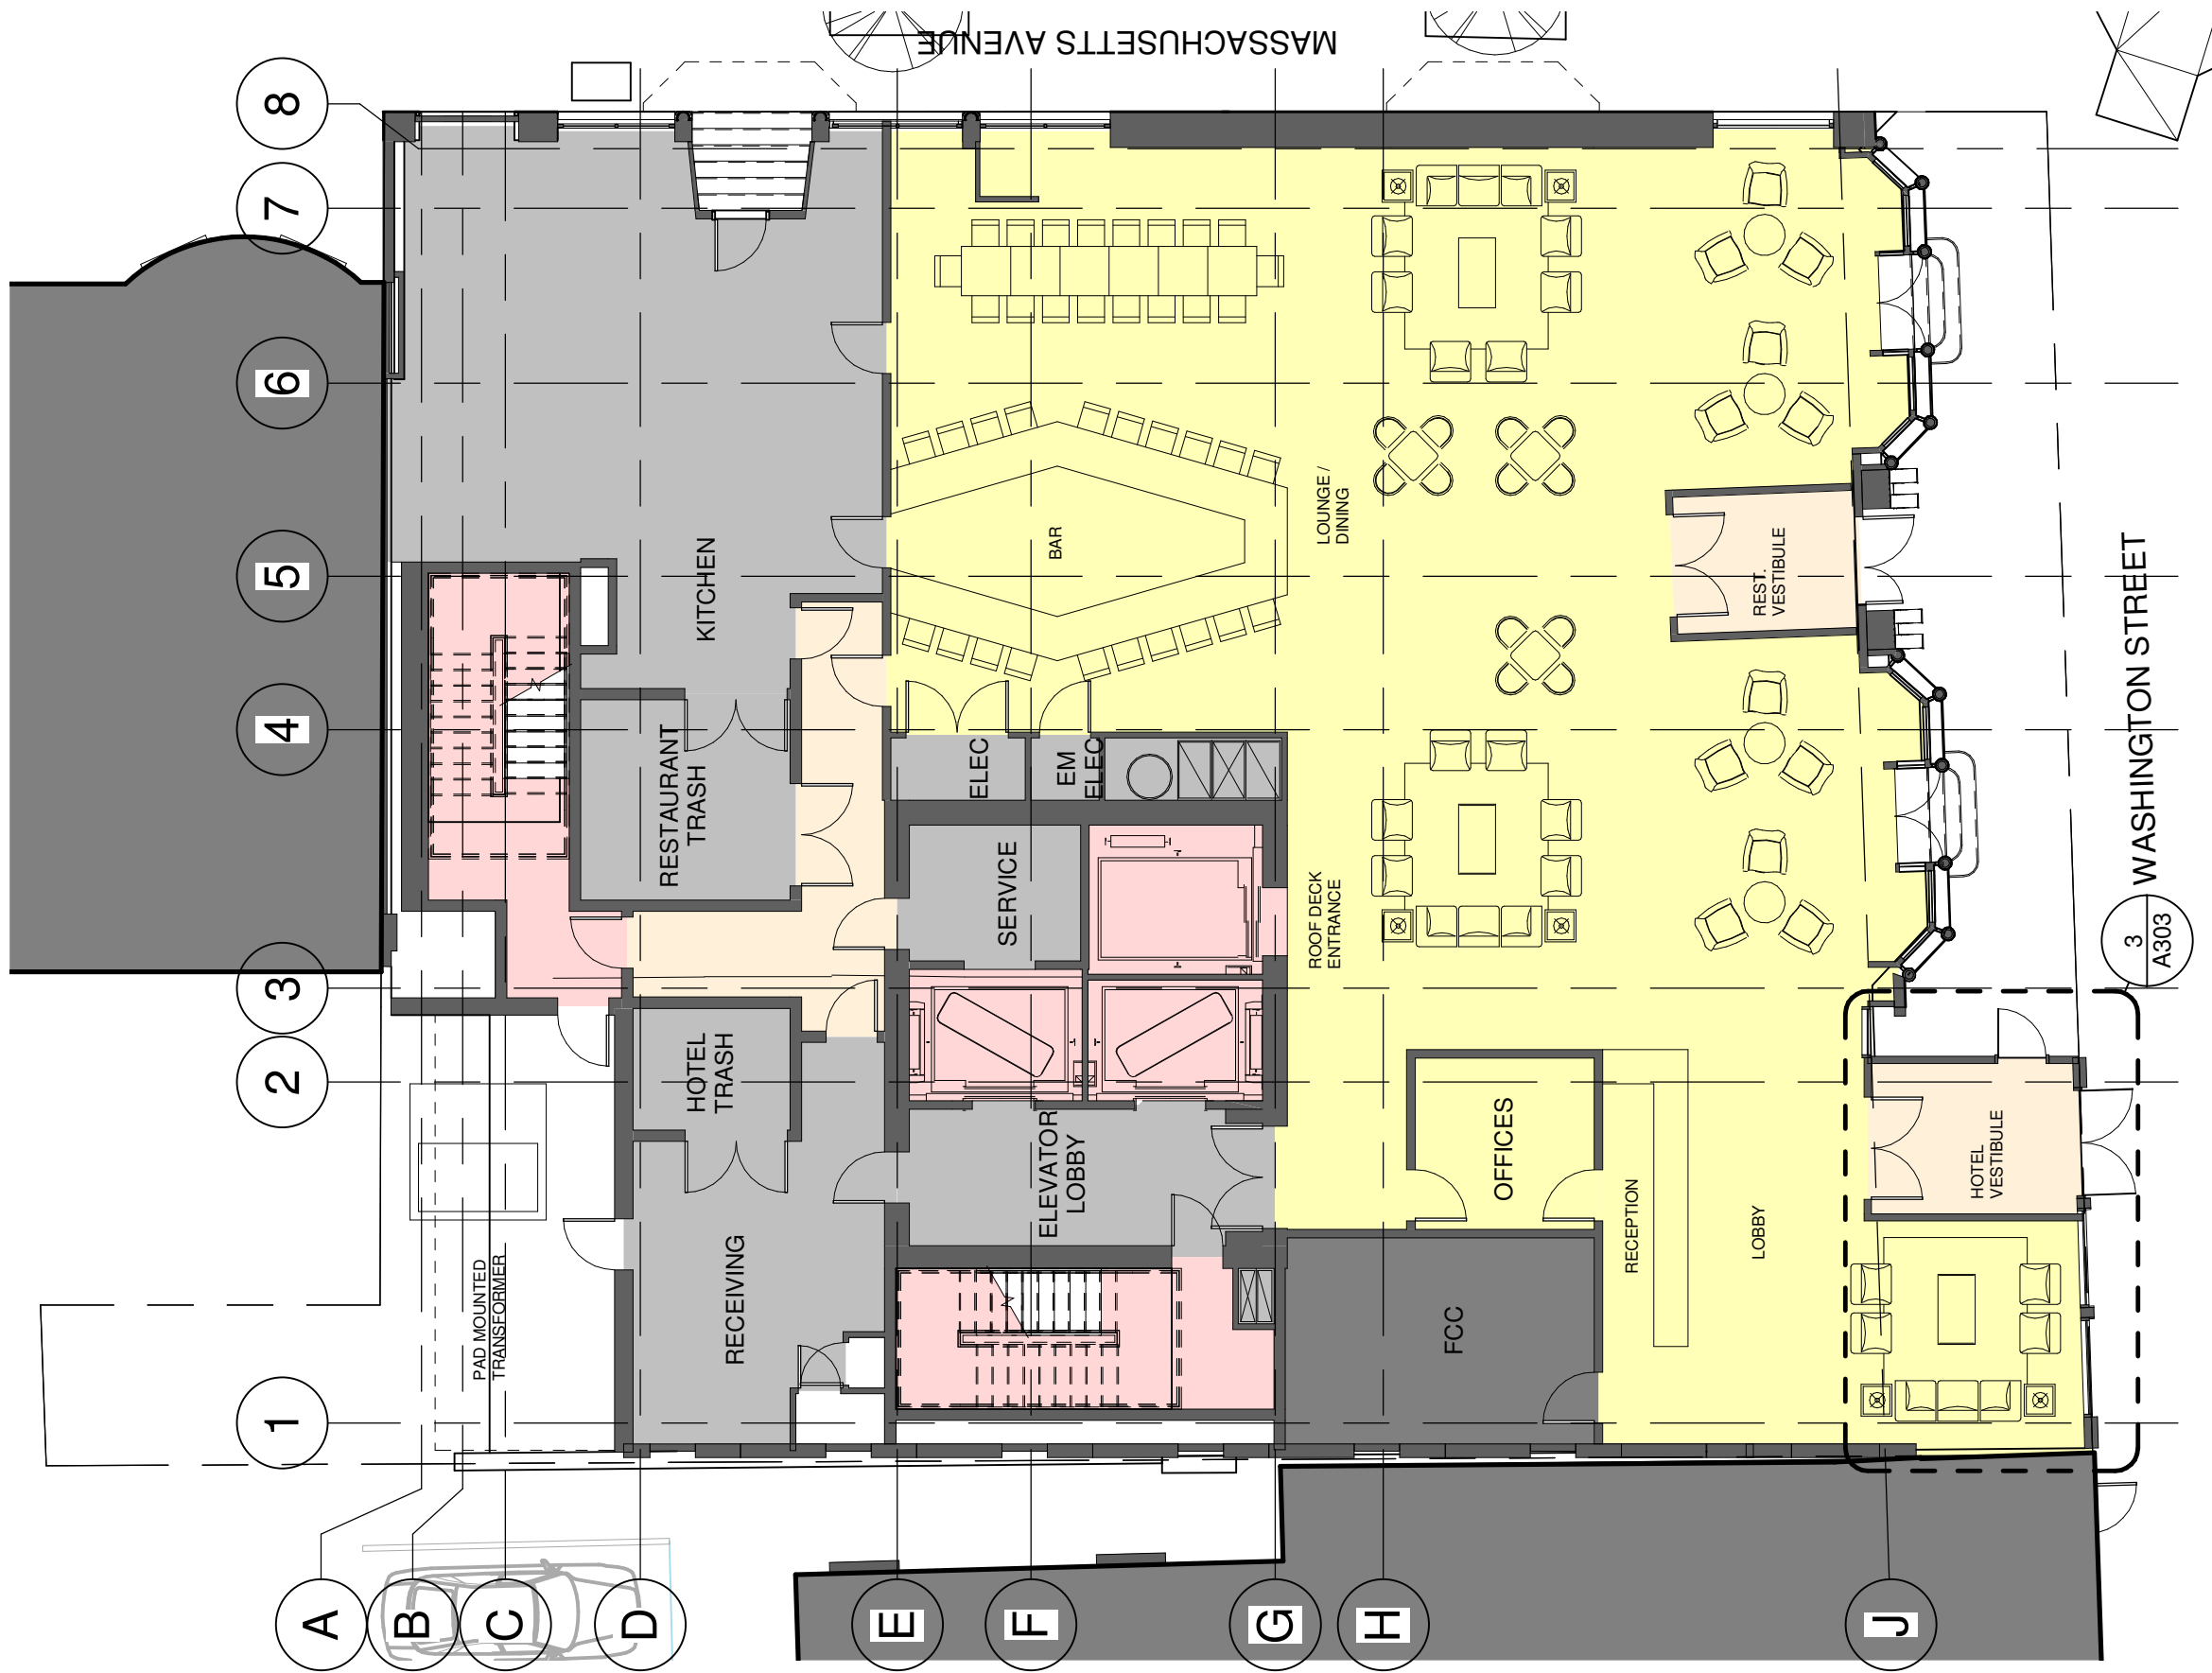 MASSACHUSETTS AVENUE
8
7
6
5
4
3
2
1
A
B
C
D
E
F
G
H
J
KITCHEN
RESTAURANT
TRASH
HOTEL
TRASH
RECEIVING
PAD MOUNTED
TRANSFORMER
ELEC
EM
ELEC
SERVICE
ELEVATOR
LOBBY
BAR
LOUNGE /
DINING
ROOF DECK
ENTRANCE
OFFICES
FCC
RECEPTION
LOBBY
REST.
VESTIBULE
HOTEL
VESTIBULE
WASHINGTON STREET
3
A303